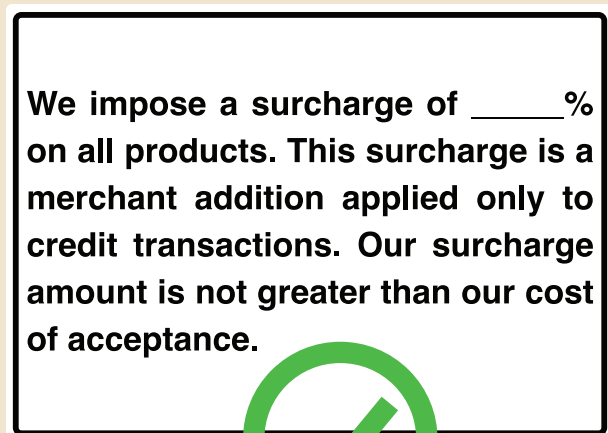 We impose a surcharge of _____%
on all products. This surcharge is a
merchant addition applied only to
credit transactions. Our surcharge
amount is not greater than our cost
of acceptance.